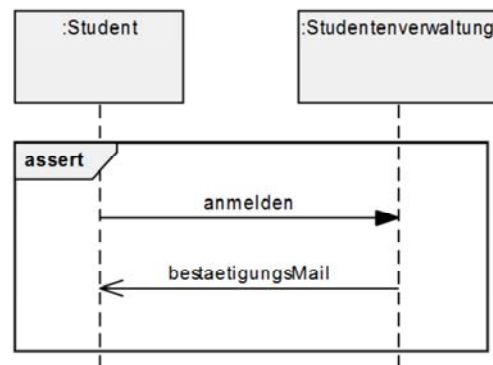 :Student
:Studentenverwaltung
assert
anmelden
bestaetigungsMail